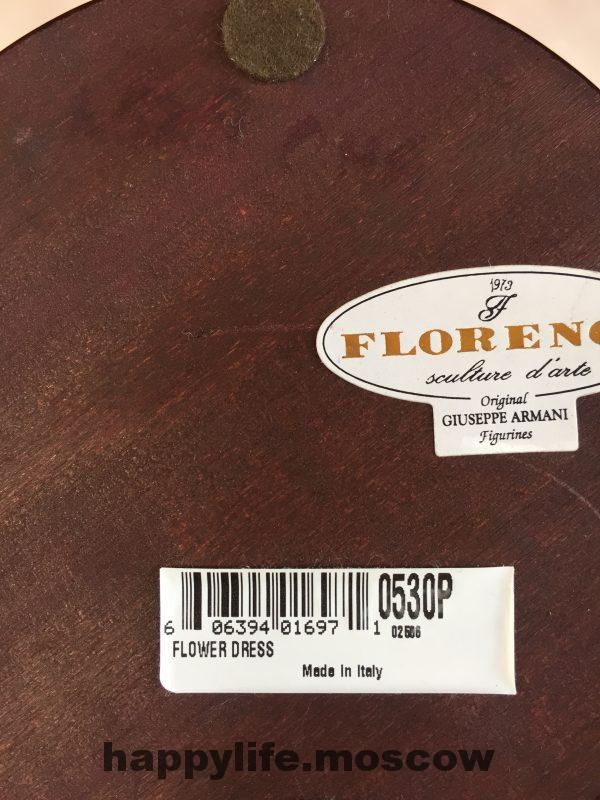 1973
F
FLORENC
sculture d'arte
Original
GIUSEPPE ARMANI
Figurines
0530P
6 06394 01697 1
FLOWER DRESS
Made in Italy
happylife.moscow